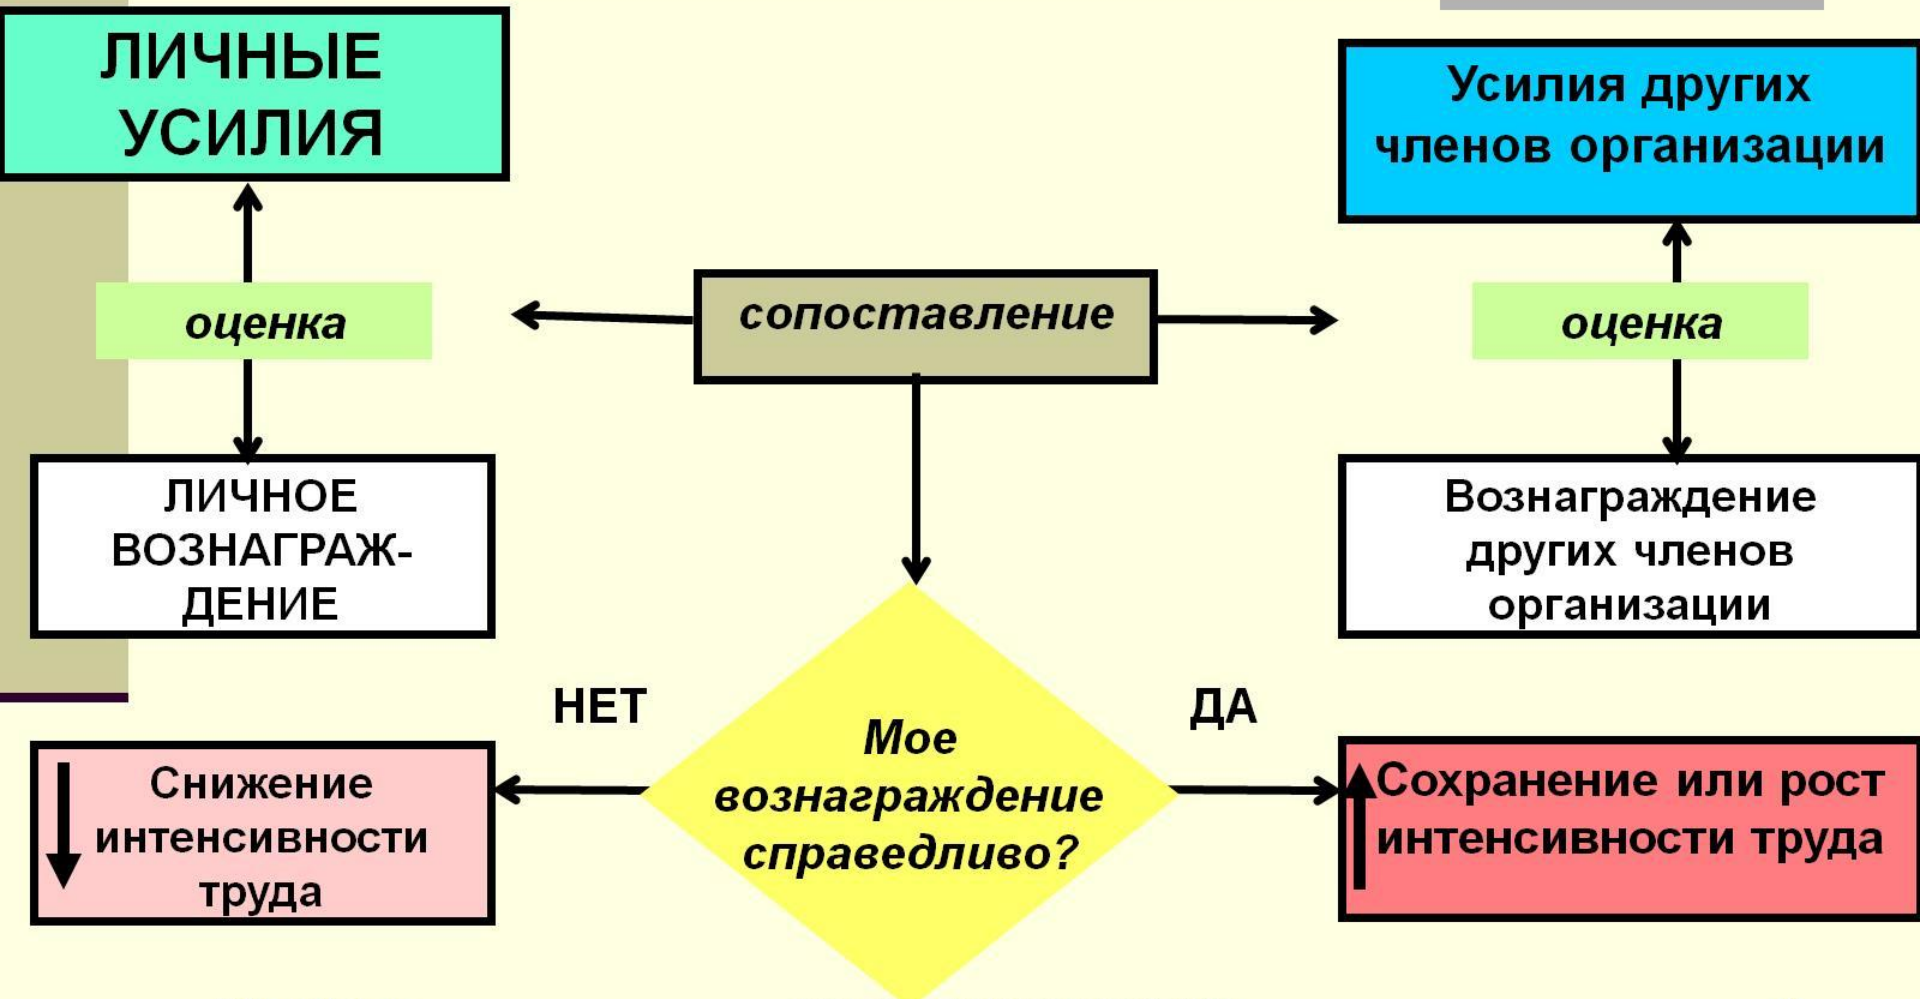 ЛИЧНЫЕ
УСИЛИЯ
Усилия других
членов организации
оценка
сопоставление
оценка
ЛИЧНОЕ
ВОЗНАГРАЖ-
ДЕНИЕ
Вознаграждение
других членов
организации
НЕТ
ДА
Мое
вознаграждение
справедливо?
Снижение
интенсивности
труда
Сохранение или рост
интенсивности труда